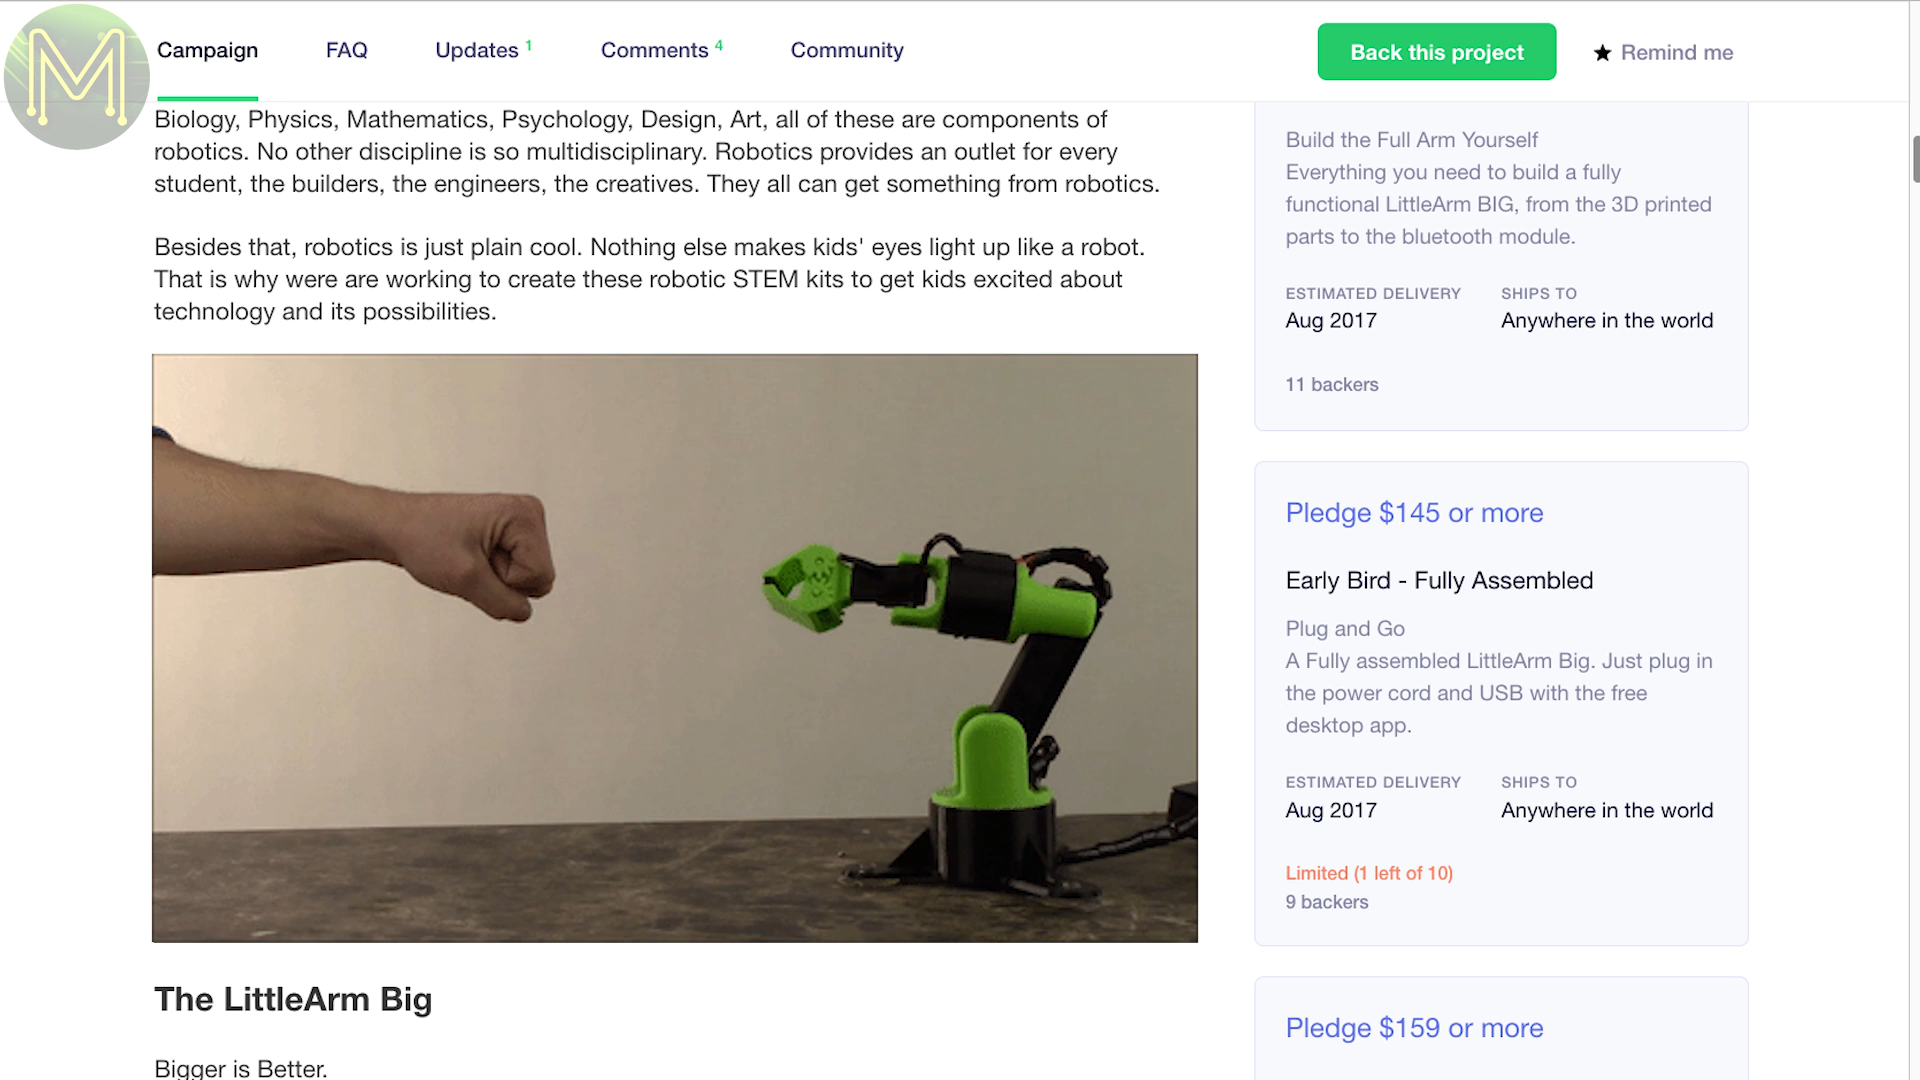 M
Campaign
FAQ
Updates 1
Comments 4
Community
Back this project
★ Remind me
Biology, Physics, Mathematics, Psychology, Design, Art, all of these are components of
robotics. No other discipline is so multidisciplinary. Robotics provides an outlet for every
student, the builders, the engineers, the creatives. They all can get something from robotics.
Besides that, robotics is just plain cool. Nothing else makes kids' eyes light up like a robot.
That is why were are working to create these robotic STEM kits to get kids excited about
technology and its possibilities.
The LittleArm Big
Bigger is Better.
Build the Full Arm Yourself
Everything you need to build a fully
functional LittleArm BIG, from the 3D printed
parts to the bluetooth module.
ESTIMATED DELIVERY
Aug 2017
SHIPS TO
Anywhere in the world
11 backers
Pledge $145 or more
Early Bird - Fully Assembled
Plug and Go
A Fully assembled LittleArm Big. Just plug in
the power cord and USB with the free
desktop app.
ESTIMATED DELIVERY
Aug 2017
SHIPS TO
Anywhere in the world
Limited (1 left of 10)
9 backers
Pledge $159 or more